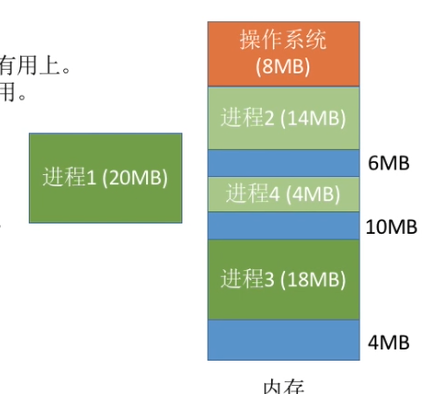 有用上。
用。
操作系统
(8MB)
进程2 (14MB)
6MB
进程1 (20MB)
进程4 (4MB)
10MB
进程3 (18MB)
4MB
内存